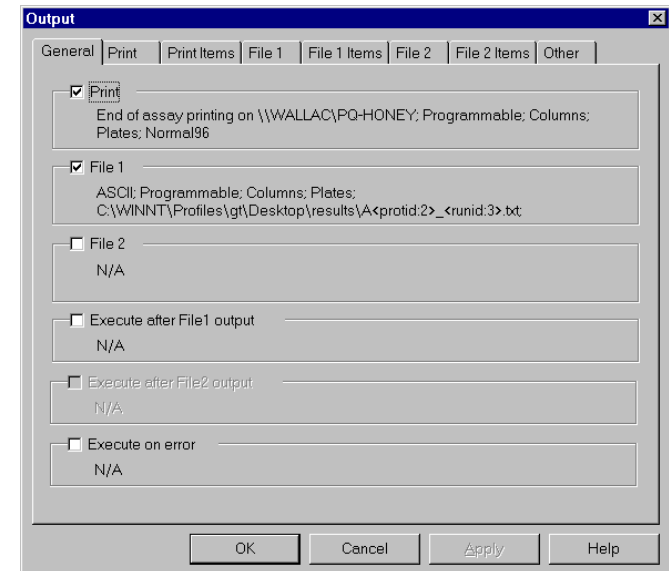 Output
General Print Print Items File 1 File 1 Items File 2 File 2 Items Other
Print
End of assay printing on \\WALLAC\PQ-HONEY; Programmable; Columns;
Plates; Normal96
File 1
ASCII; Programmable; Columns; Plates;
C:\WINNT\Profiles\gt\Desktop\results\A<protid:2>_<runid:3>.txt;
File 2
N/A
Execute after File1 output
N/A
Execute after File2 output
N/A
Execute on error
N/A
OK Cancel Apply Help